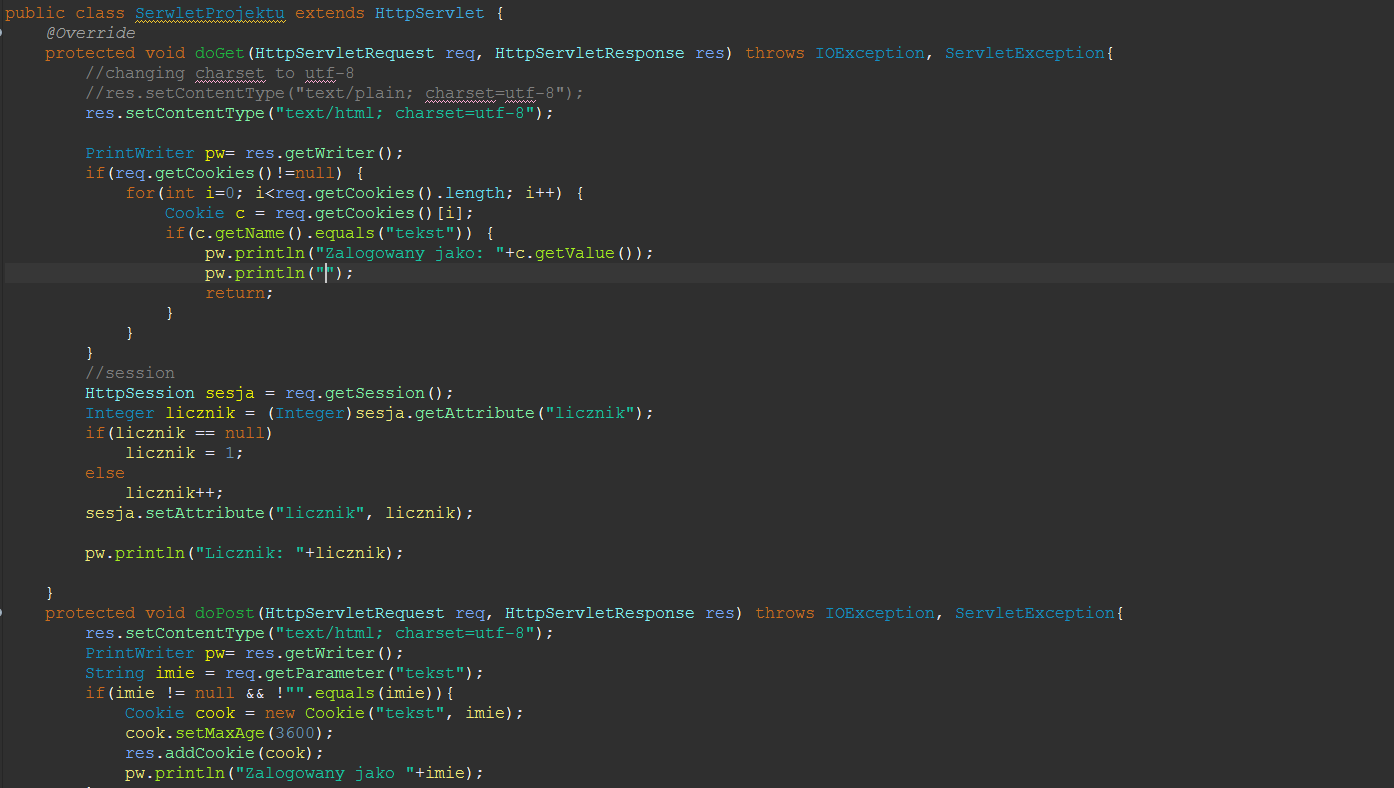 public class SerwletProjektu extends HttpServlet {
@Override
protected void doGet(HttpServletRequest req, HttpServletResponse res) throws IOException, ServletException{
//changing charset to utf-8
//res.setContentType("text/plain; charset=utf-8");
res.setContentType("text/html; charset=utf-8");
PrintWriter pw= res.getWriter();
if(req.getCookies()!=null) {
for(int i=0; i<req.getCookies().length; i++) {
Cookie c = req.getCookies()[i];
if(c.getName().equals("tekst")) {
pw.println("Zalogowany jako: "+c.getValue());
pw.println("");
return;
}
}
}
//session
HttpSession sesja = req.getSession();
Integer licznik = (Integer)sesja.getAttribute("licznik");
if(licznik == null)
licznik = 1;
else
licznik++;
sesja.setAttribute("licznik", licznik);
pw.println("Licznik: "+licznik);
}
protected void doPost(HttpServletRequest req, HttpServletResponse res) throws IOException, ServletException{
res.setContentType("text/html; charset=utf-8");
PrintWriter pw= res.getWriter();
String imie = req.getParameter("tekst");
if(imie != null && !"".equals(imie)){
Cookie cook = new Cookie("tekst", imie);
cook.setMaxAge(3600);
res.addCookie(cook);
pw.println("Zalogowany jako "+imie);